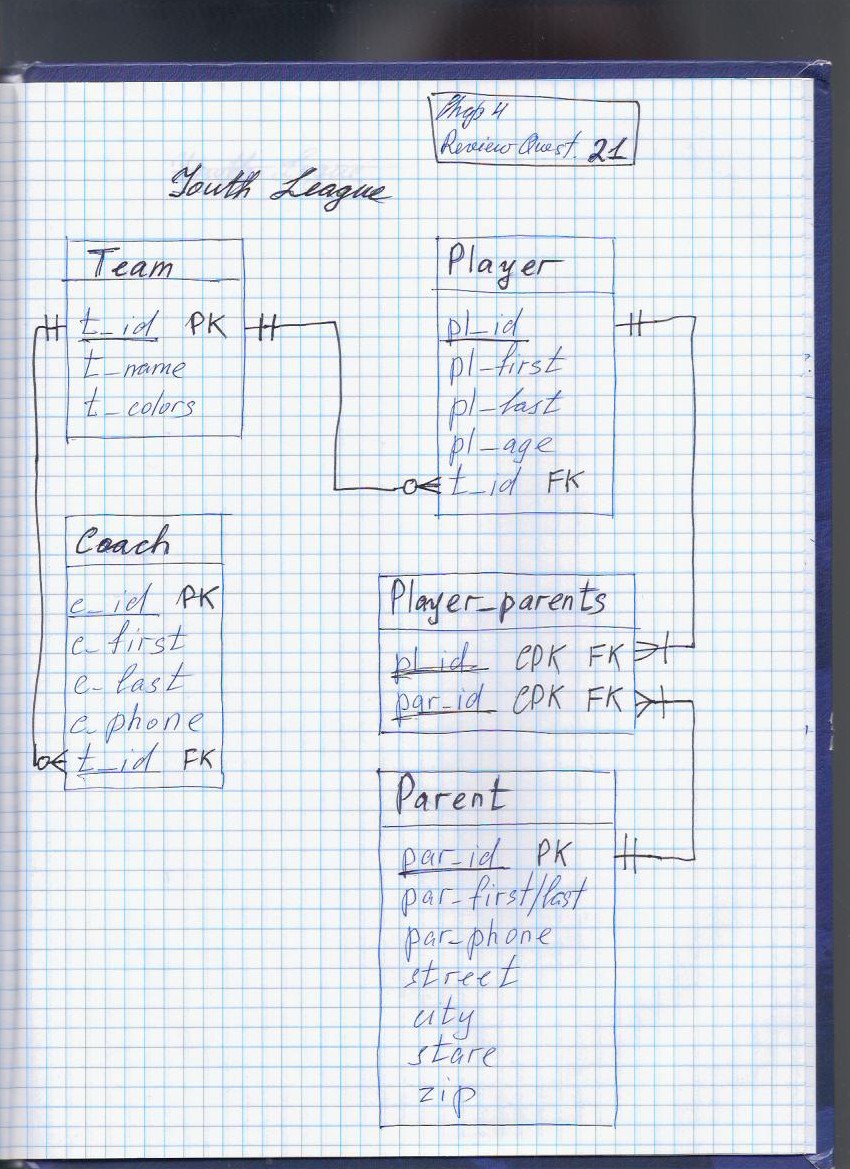 Chap 4
Review Quest. 21
Youth League
Team
t_id PK
t_name
t_colors
Player
pl_id
pl_first
pl_last
pl_age
t_id FK
Coach
c_id PK
c_first
c_last
c_phone
t_id FK
Player_parents
pl_id CPK FK
par_id CPK FK
Parent
par_id PK
par_first/last
par_phone
street
city
stare
zip